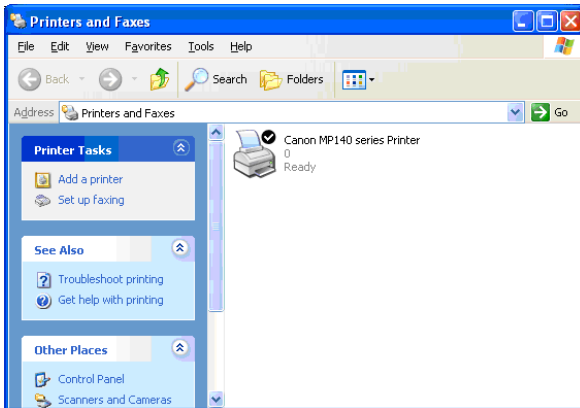 Printers and Faxes
File Edit View Favorites Tools Help
Back Search Folders
Address Printers and Faxes Go
Printer Tasks
Add a printer
Set up faxing
See Also
Troubleshoot printing
Get help with printing
Other Places
Control Panel
Scanners and Cameras
Canon MP140 series Printer
0
Ready